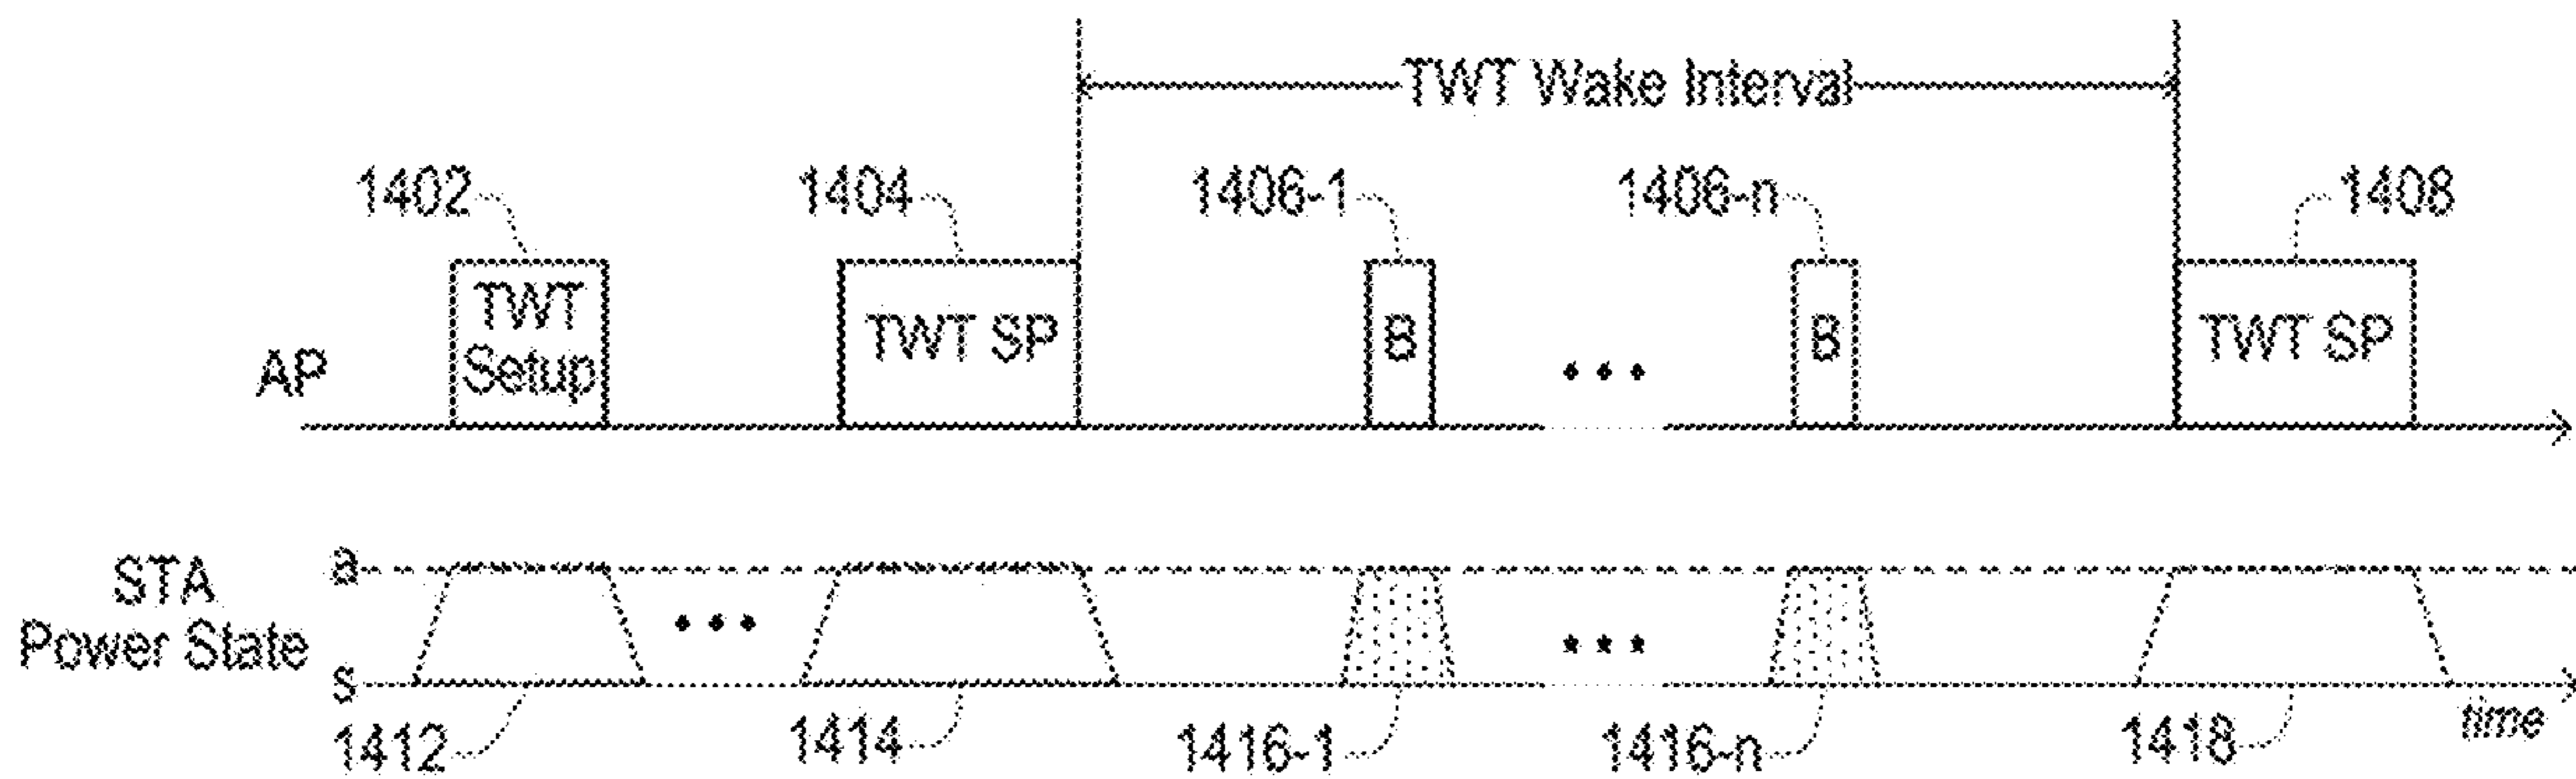 TWT Wake Interval
1402
1404
1406-1
1406-n
1408
TWT
Setup
TWT SP
B
B
TWT SP
AP
STA
Power State
a
s
1412
1414
1416-1
1416-n
1418
time